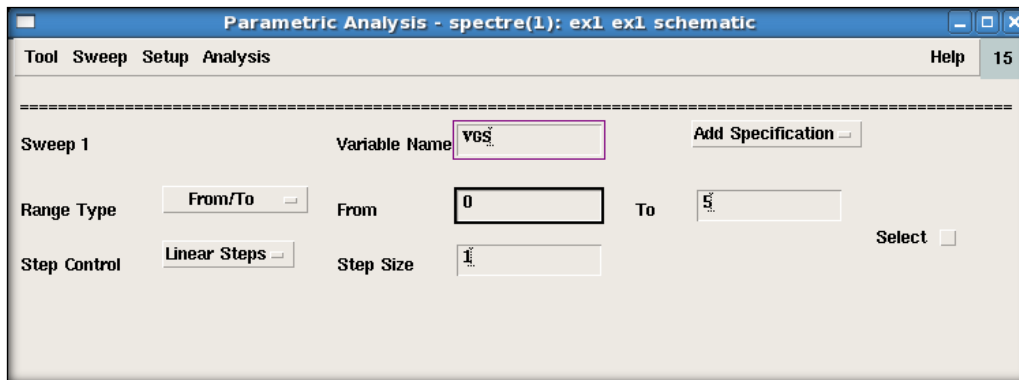 Parametric Analysis - spectre(1): ex1 ex1 schematic
Tool Sweep Setup Analysis Help 15
=======================================================================================================
Sweep 1 Variable Name vgs Add Specification
Range Type From/To From 0 To 5
Select
Step Control Linear Steps Step Size 1